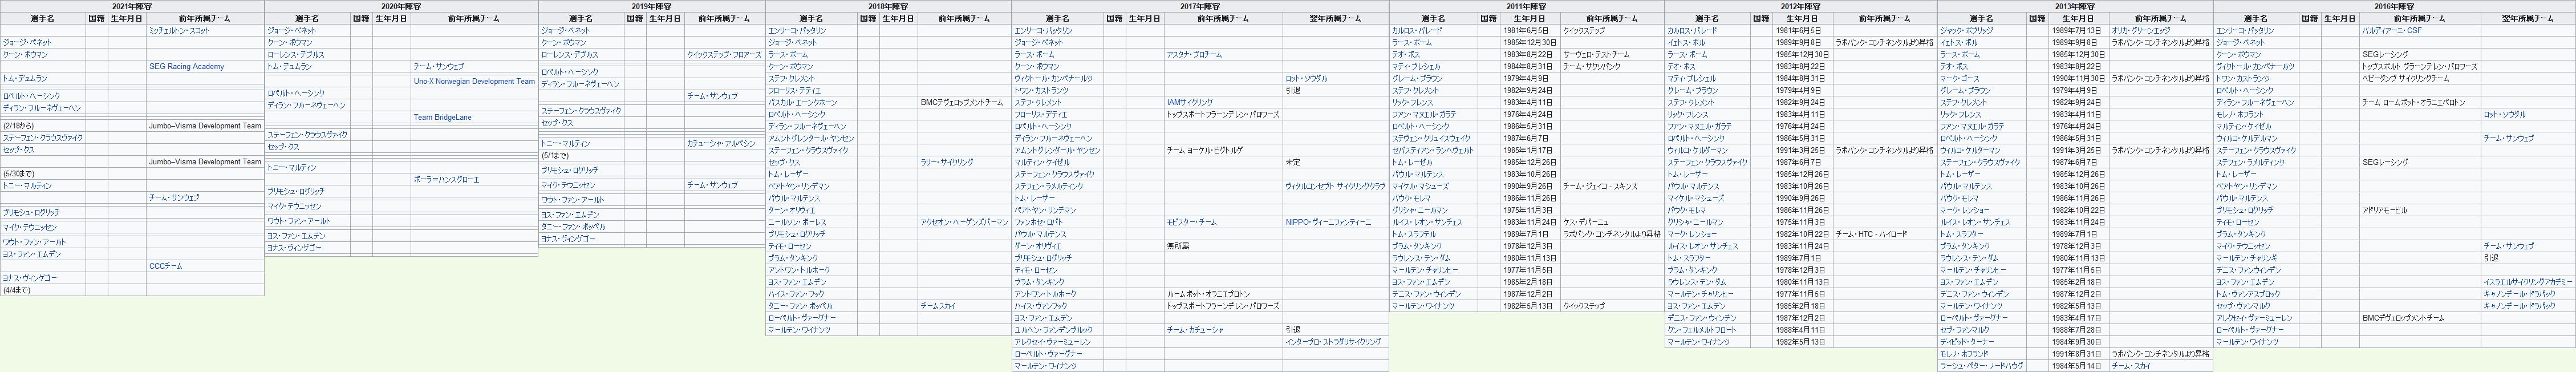 2021年陣容
選手名 国籍 生年月日 前年所属チーム
ミッチェルトン・スコット
ジョージ・ベネット
クーン・ボウマン
SEG Racing Academy
トム・デュムラン
ロベルト・ヘーシンク
ディラン・フルーネヴェーヘン
(2/18から) Jumbo–Visma Development Team
ステーフェン・クラウスヴァイク
セップ・クス
Jumbo–Visma Development Team
(5/30まで)
トニー・マルティン
チーム・サンウェブ
プリモシュ・ログリッチ
マイク・テウニッセン
ワウト・ファン・アールト
ヨス・ファン・エムデン
CCCチーム
ヨナス・ヴィンゲゴー
(4/4まで)
2020年陣容
選手名 国籍 生年月日 前年所属チーム
ジョージ・ベネット
クーン・ボウマン
ローレンス・デプルス
トム・デュムラン チーム・サンウェブ
Uno-X Norwegian Development Team
ロベルト・ヘーシンク
ディラン・フルーネヴェーヘン
Team BridgeLane
ステーフェン・クラウスヴァイク
セップ・クス
トニー・マルティン
ボーラ=ハンスグローエ
プリモシュ・ログリッチ
マイク・テウニッセン
ワウト・ファン・アールト
ヨス・ファン・エムデン
ヨナス・ヴィンゲゴー
2019年陣容
選手名 国籍 生年月日 前年所属チーム
ジョージ・ベネット
クーン・ボウマン
ローレンス・デプルス クイックステップ・フロアーズ
ロベルト・ヘーシンク
ディラン・フルーネヴェーヘン
チーム・サンウェブ
ステーフェン・クラウスヴァイク
セップ・クス
トニー・マルティン カチューシャ・アルペシン
(5/1まで)
プリモシュ・ログリッチ
マイク・テウニッセン チーム・サンウェブ
ワウト・ファン・アールト
ヨス・ファン・エムデン
ダニー・ファン・ポッペル
ヨナス・ヴィンゲゴー
2018年陣容
選手名 国籍 生年月日 前年所属チーム
エンリーコ・バッタリン
ジョージ・ベネット
ラース・ボーム
クーン・ボウマン
ステフ・クレメント
フローリス・デティエ
パスカル・エーンクホーン BMCデヴェロップメントチーム
ロベルト・ヘーシンク
ディラン・フルーネヴェーヘン
アムントグレンダール・ヤンセン
ステーフェン・クラウスヴァイク
セップ・クス ラリー・サイクリング
トム・レーザー
ベアトヤン・リンデマン
パウル・マルテンス
ダーン・オリヴィエ
ニールソン・ポーレス アクセオン・ヘーゲンズバーマン
プリモシュ・ログリッチ
ティモ・ローセン
ブラム・タンキンク
アントワン・トルホーク
ヨス・ファン・エムデン
ハイス・ファン・フック
ダニー・ファン・ポッペル チームスカイ
ローベルト・ヴァーグナー
マールテン・ワイナンツ
2017年陣容
選手名 国籍 生年月日 前年所属チーム 翌年所属チーム
エンリーコ・バッタリン
ジョージ・ベネット
ラース・ボーム アスタナ・プロチーム
クーン・ボウマン
ヴィクトール・カンペナールツ ロット・ソウダル
トワン・カストランツ 引退
ステフ・クレメント IAMサイクリング
フローリス・デティエ トップスポートフラーンデレン・バロワーズ
ロベルト・ヘーシンク
ディラン・フルーネヴェーヘン
アムントグレンダール・ヤンセン チーム ヨーケル・ビグトルゲ
マルティン・ケイゼル 未定
ステーフェン・クラウスヴァイク
ステフェン・ラメルティンク ヴィタルコンセプト サイクリングクラブ
トム・レーザー
ベアトヤン・リンデマン
ファンホセ・ロバト モビスター・チーム NIPPO・ヴィーニファンティーニ
パウル・マルテンス
ダーン・オリヴィエ 無所属
プリモシュ・ログリッチ
ティモ・ローセン
ブラム・タンキンク
アントワン・トルホーク ルームポット・オラニエプロトン
ハイス・ヴァンフック トップスポートフラーンデレン・バロワーズ
ヨス・ファン・エムデン
ユルヘン・ファンデンブルック チーム・カチューシャ 引退
アレクセイ・ヴァーミューレン インタープロ・ストラダリサイクリング
ローベルト・ヴァーグナー
マールテン・ワイナンツ
2011年陣容
選手名 国籍 生年月日 前年所属チーム
カルロス・バレード 1981年6月5日 クイックステップ
ラース・ボーム 1985年12月30日
テオ・ボス 1983年8月22日 サーヴェロ・テストチーム
マティ・ブレシェル 1984年8月31日 チーム・サクソバンク
グレーム・ブラウン 1979年4月9日
ステフ・クレメント 1982年9月24日
リック・フレンス 1983年4月11日
フアン・マヌエル・ガラテ 1976年4月24日
ロベルト・ヘーシンク 1986年5月31日
ステヴェン・クリュイスウェイク 1987年6月7日
セバスティアン・ランヘヴェルト 1985年1月17日
トム・レーゼル 1985年12月26日
パウル・マルテンス 1983年10月26日
マイケル・マシューズ 1990年9月26日 チーム・ジェイコ - スキンズ
バウケ・モレマ 1986年11月26日
グリシャ・ニールマン 1975年11月3日
ルイス・レオン・サンチェス 1983年11月24日 ケス・デパーニュ
トム・スラフテル 1989年7月1日 ラボバンク・コンチネンタルより昇格
ブラム・タンキンク 1978年12月3日
ラウレンス・テン・ダム 1980年11月13日
マールテン・チャリンヒー 1977年11月5日
ヨス・ファン・エムデン 1985年2月18日
デニス・ファン・ウィンデン 1987年12月2日
マールテン・ワイナンツ 1982年5月13日 クイックステップ
2012年陣容
選手名 国籍 生年月日 前年所属チーム
カルロス・バレード 1981年6月5日
イェトス・ボル 1989年9月8日 ラボバンク・コンチネンタルより昇格
ラース・ボーム 1985年12月30日
テオ・ボス 1983年8月22日
マティ・ブレシェル 1984年8月31日
グレーム・ブラウン 1979年4月9日
ステフ・クレメント 1982年9月24日
リック・フレンス 1983年4月11日
フアン・マヌエル・ガラテ 1976年4月24日
ロベルト・ヘーシンク 1986年5月31日
ウィルコ・ケルダーマン 1991年3月25日 ラボバンク・コンチネンタルより昇格
ステーフェン・クラウスヴァイク 1987年6月7日
トム・レーザー 1985年12月26日
パウル・マルテンス 1983年10月26日
マイケル・マシューズ 1990年9月26日
バウケ・モレマ 1986年11月26日
グリシャ・ニールマン 1975年11月3日
マーク・レンショー 1982年10月22日 チーム・HTC - ハイロード
ルイス・レオン・サンチェス 1983年11月24日
トム・スラフター 1989年7月1日
ブラム・タンキンク 1978年12月3日
ラウレンス・テン・ダム 1980年11月13日
マールテン・チャリンヒー 1977年11月5日
ヨス・ファン・エムデン 1985年2月18日
デニス・ファン・ウィンデン 1987年12月2日
クン・フェルメルトフロート 1988年4月11日
マールテン・ワイナンツ 1982年5月13日
2013年陣容
選手名 国籍 生年月日 前年所属チーム
ジャック・ボブリッジ 1989年7月13日 オリカ・グリーンエッジ
イェトス・ボル 1989年9月8日 ラボバンク・コンチネンタルより昇格
ラース・ボーム 1985年12月30日
テオ・ボス 1983年8月22日
マーク・ゴース 1990年11月30日 ラボバンク・コンチネンタルより昇格
グレーム・ブラウン 1979年4月9日
ステフ・クレメント 1982年9月24日
リック・フレンス 1983年4月11日
フアン・マヌエル・ガラテ 1976年4月24日
ロベルト・ヘーシンク 1986年5月31日
ウィルコ・ケルダーマン 1991年3月25日 ラボバンク・コンチネンタルより昇格
ステーフェン・クラウスヴァイク 1987年6月7日
トム・レーザー 1985年12月26日
パウル・マルテンス 1983年10月26日
バウケ・モレマ 1986年11月26日
マーク・レンショー 1982年10月22日
ルイス・レオン・サンチェス 1983年11月24日
トム・スラフター 1989年7月1日
ブラム・タンキンク 1978年12月3日
ラウレンス・テン・ダム 1980年11月13日
マールテン・チャリンヒー 1977年11月5日
ヨス・ファン・エムデン 1985年2月18日
デニス・ファン・ウィンデン 1987年12月2日
マールテン・ワイナンツ 1982年5月13日
ローベルト・ヴァーグナー 1983年4月17日
セプ・ファンマルク 1988年7月28日
デイビッド・ターナー 1984年9月30日
モレノ・ホフランド 1991年8月31日 ラボバンク・コンチネンタルより昇格
ラーシュ・ペター・ノードハウグ 1984年5月14日 チーム・スカイ
2016年陣容
選手名 国籍 生年月日 前年所属チーム 翌年所属チーム
エンリーコ・バッタリン バルディアーニ・CSF
ジョージ・ベネット
クーン・ボウマン SEGレーシング
ヴィクトール・カンペナールツ トップスポルト ヴラーンデレン・バロワーズ
トワン・カストランツ ベビーダンプ サイクリングチーム
ロベルト・ヘーシンク
ディラン・フルーネヴェーヘン チーム ロームポット・オラニエペロトン
モレノ・ホフラント ロット・ソウダル
マルティン・ケイゼル
ウィルコ・ケルデルマン チーム・サンウェブ
ステーフェン・クラウスヴァイク
ステフェン・ラメルティンク SEGレーシング
トム・レーザー
ベアトヤン・リンデマン
パウル・マルテンス
プリモシュ・ログリッチ アドリアモービル
ティモ・ローセン
ブラム・タンキンク
マイク・テウニッセン チーム・サンウェブ
マールテン・チャリンギ 引退
デニス・ファンウィンデン
ヨス・ファン・エムデン イスラエルサイクリングアカデミー
トム・ヴァンアスブロック キャノンデール・ドラパック
セップ・ヴァンマルク キャノンデール・ドラパック
アレクセイ・ヴァーミューレン BMCデヴェロップメントチーム
ローベルト・ヴァーグナー
マールテン・ワイナンツ